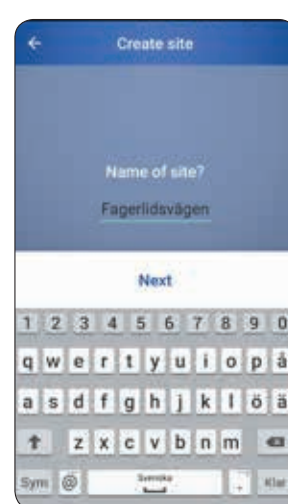 Create site
Name of site?
Fagerlidsvägen
Next
1 2 3 4 5 6 7 8 9 0
q w e r t y u i o p å
a s d f g h j k l ö ä
z x c v b n m
Sym @ Svenska . Klar